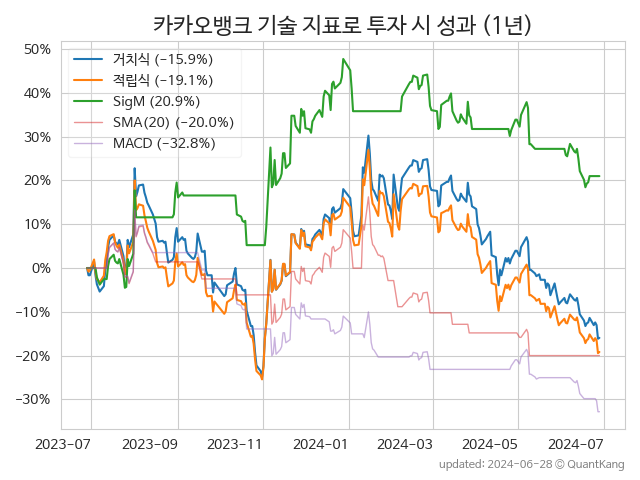 카카오뱅크 기술 지표로 투자 시 성과 (1년)
50%
40%
30%
20%
10%
0%
−10%
−20%
−30%
거치식 (−15.9%)
적립식 (−19.1%)
SigM (20.9%)
SMA(20) (−20.0%)
MACD (−32.8%)
2023-07 2023-09 2023-11 2024-01 2024-03 2024-05 2024-07
updated: 2024-06-28 © QuantKang